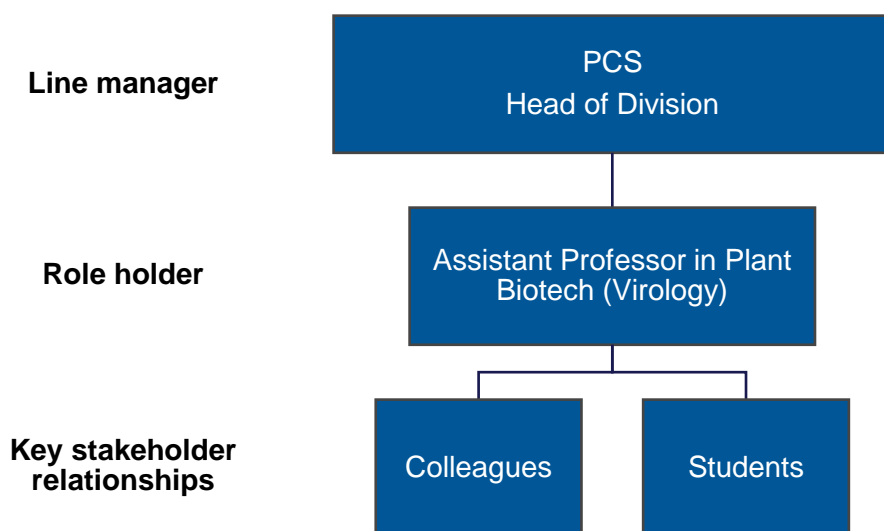 Line manager
PCS
Head of Division
Role holder
Assistant Professor in Plant
Biotech (Virology)
Key stakeholder
relationships
Colleagues
Students